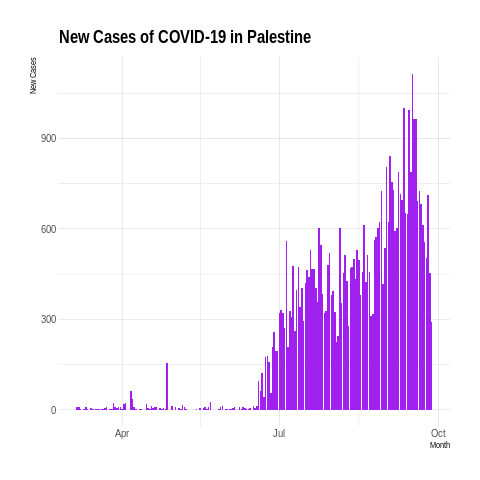 New Cases of COVID-19 in Palestine
New Cases
900
600
300
0
Apr Jul Oct
Month